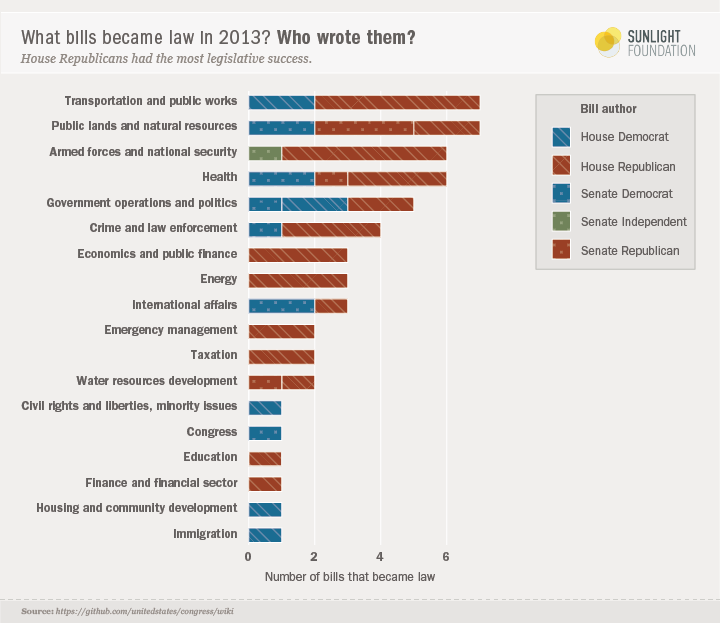 What bills became law in 2013? Who wrote them?
House Republicans had the most legislative success.
SUNLIGHT
FOUNDATION
Transportation and public works
Public lands and natural resources
Armed forces and national security
Health
Government operations and politics
Crime and law enforcement
Economics and public finance
Energy
International affairs
Emergency management
Taxation
Water resources development
Civil rights and liberties, minority issues
Congress
Education
Finance and financial sector
Housing and community development
Immigration
0 2 4 6
Number of bills that became law
Bill author
House Democrat
House Republican
Senate Democrat
Senate Independent
Senate Republican
Source: https://github.com/unitedstates/congress/wiki